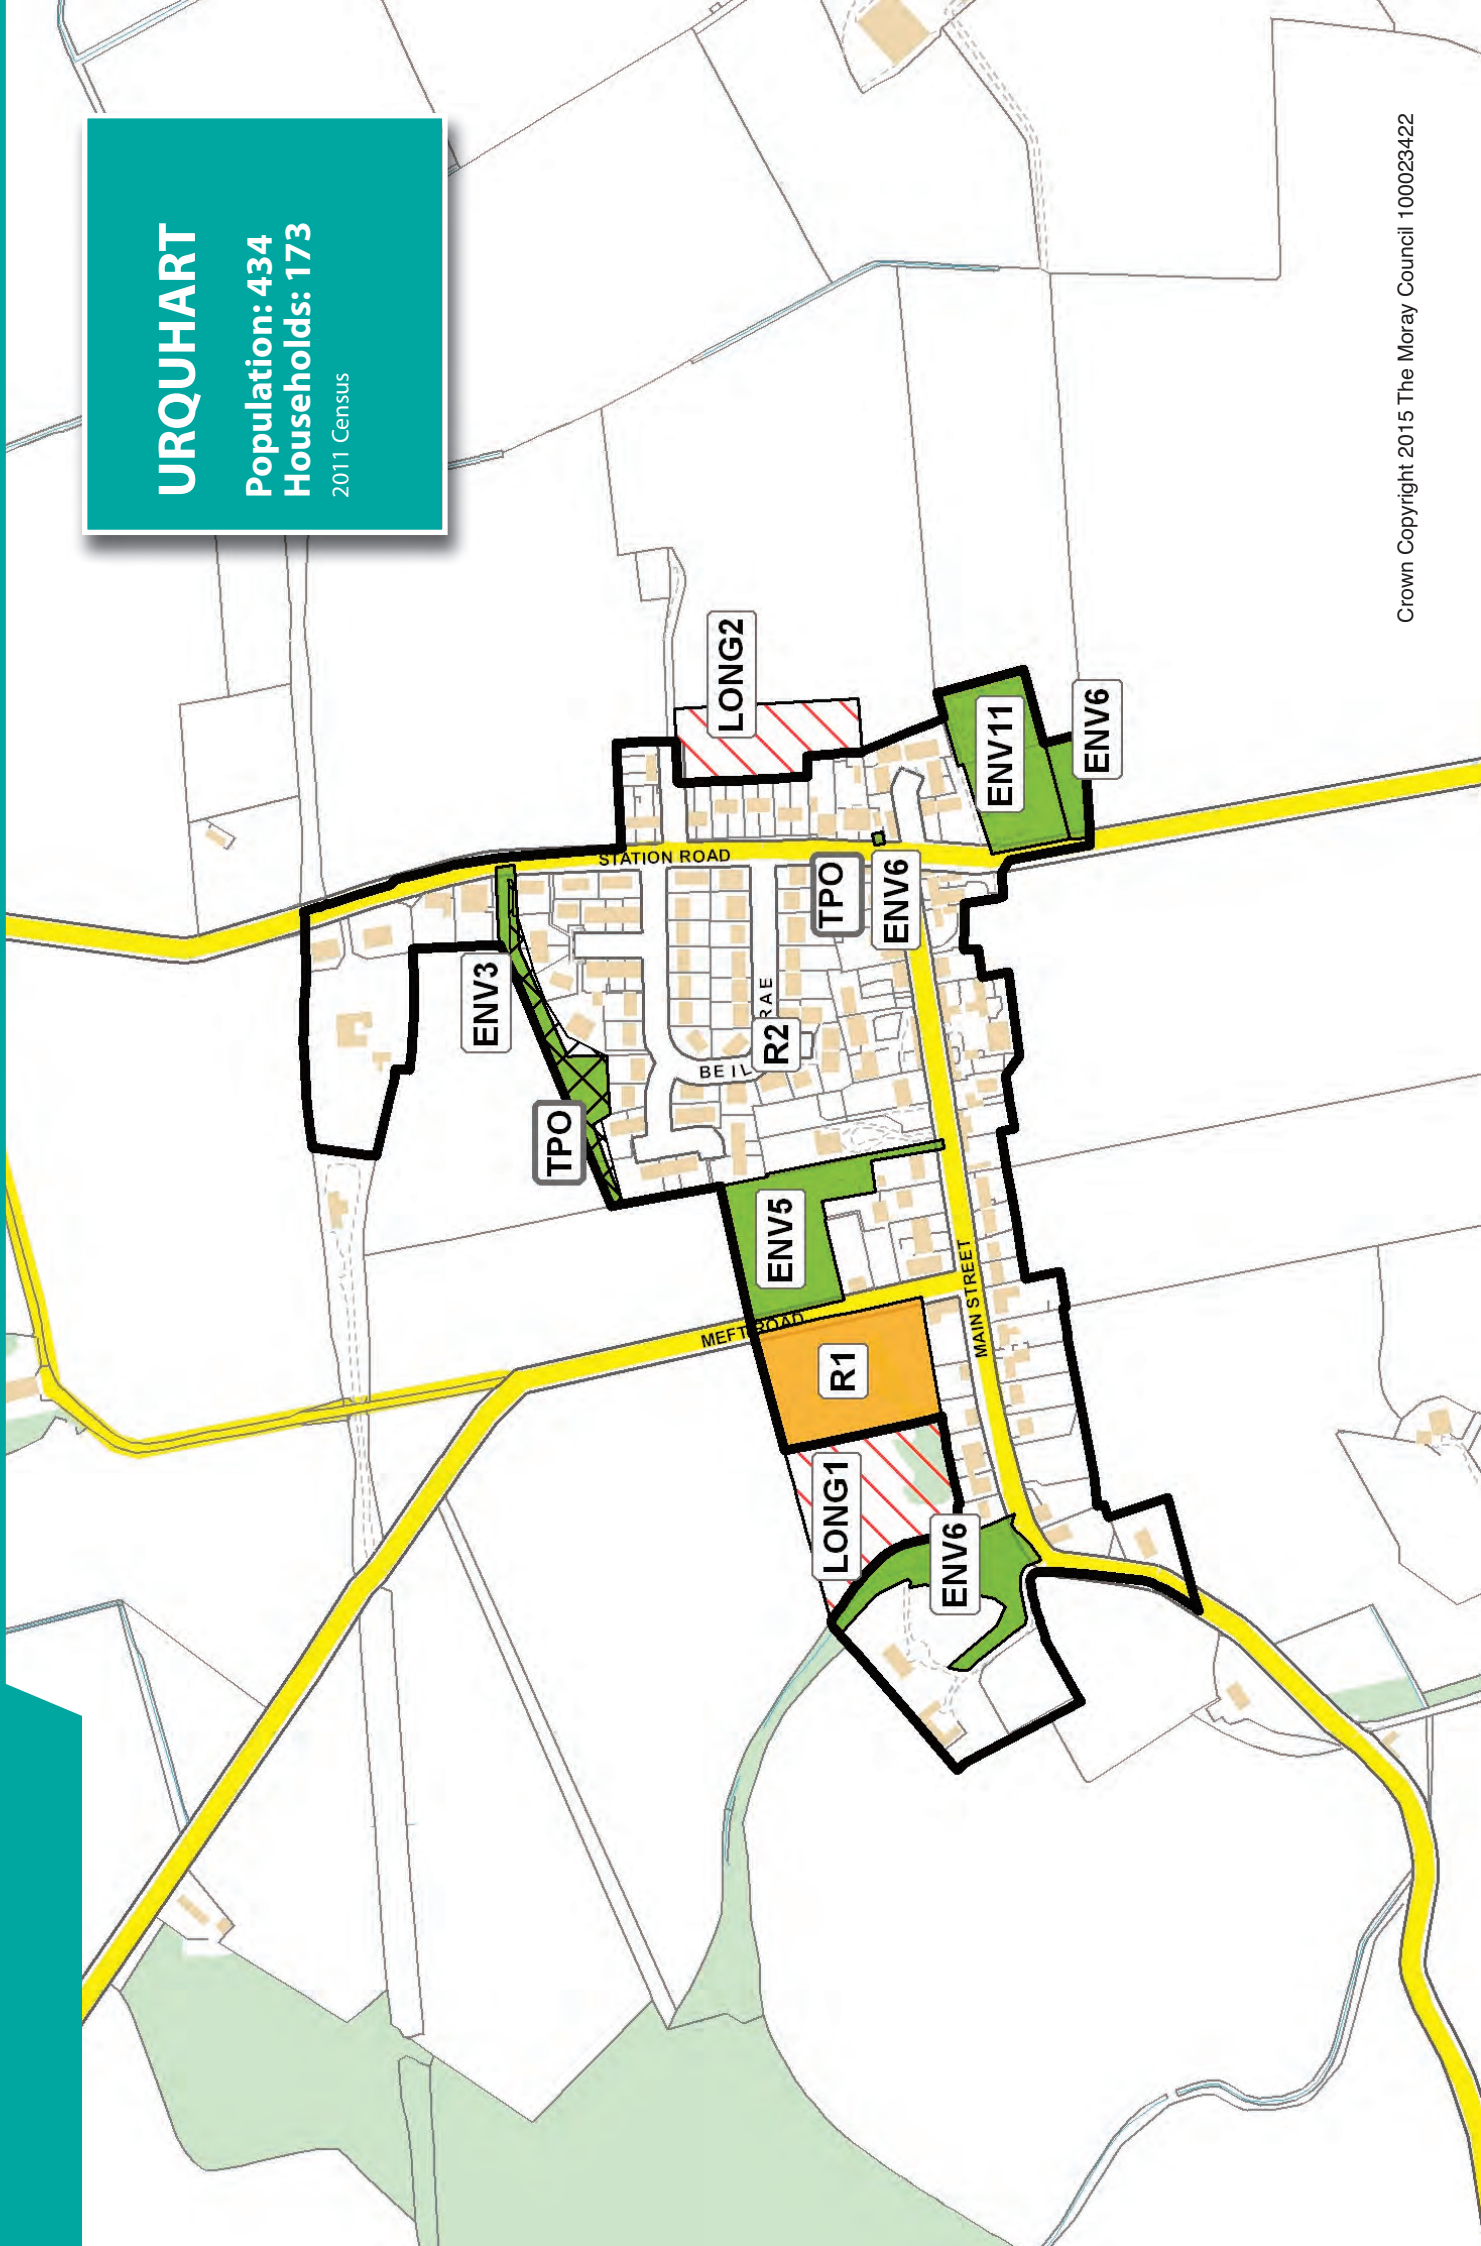 URQUHART
Population: 434
Households: 173
2011 Census
LONG2
ENV11
ENV6
STATION ROAD
TPO
ENV6
ENV3
R2
BEIL
RAE
TPO
ENV5
MEFT ROAD
MAIN STREET
R1
LONG1
ENV6
Crown Copyright 2015 The Moray Council 100023422